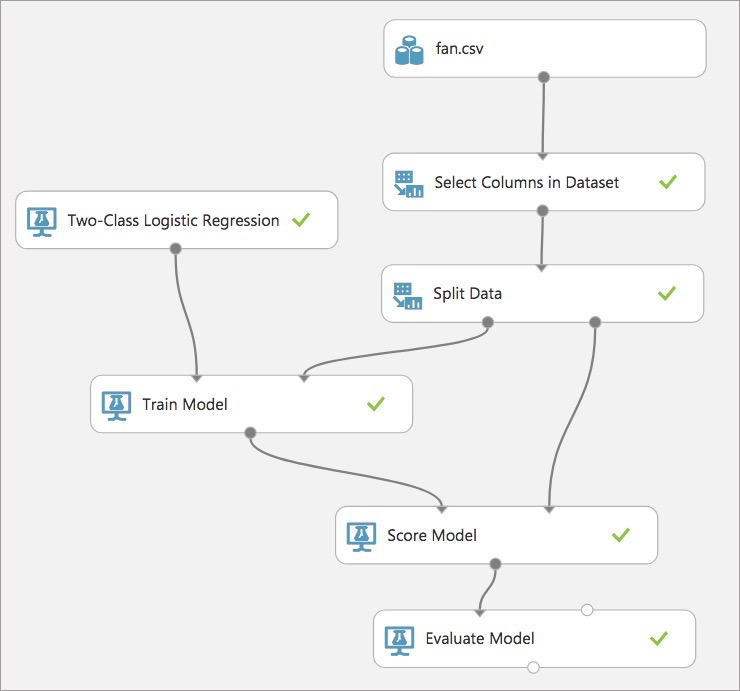 fan.csv
Select Columns in Dataset
Two-Class Logistic Regression
Split Data
Train Model
Score Model
Evaluate Model